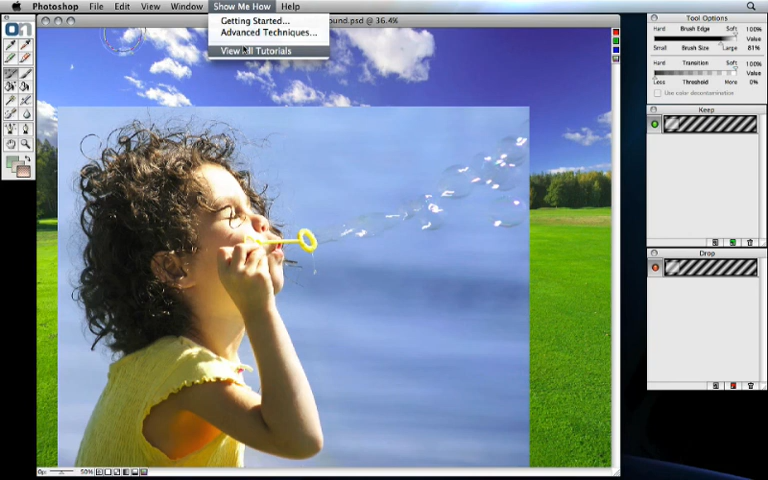 Photoshop File Edit View Window Show Me How Help
ound.psd @ 36.4%
Getting Started...
Advanced Techniques...
View All Tutorials
on
Tool Options
Hard Brush Edge Soft 100%
Value
Small Brush Size Large 81%
Hard Transition Soft 100%
Value
Less Threshold More 0%
Use color decontamination
Keep
Drop
50%